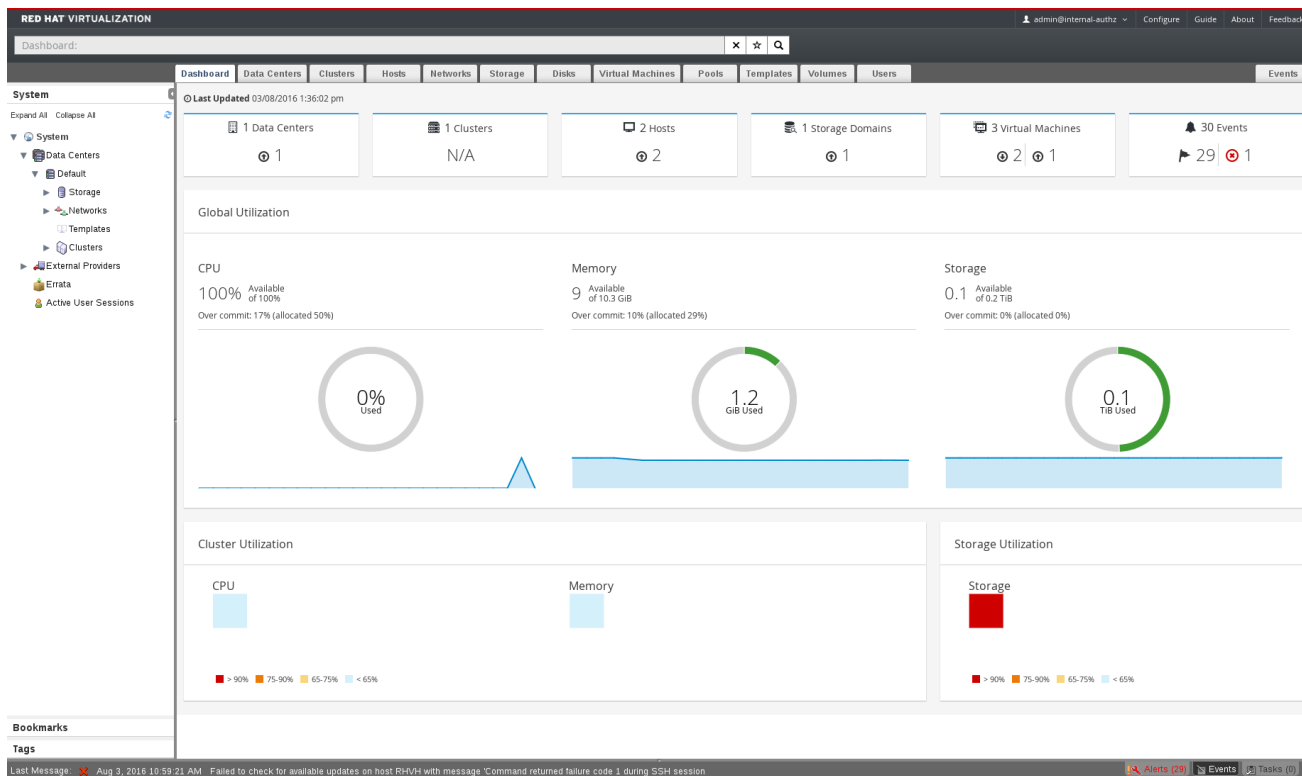 RED HAT VIRTUALIZATION
admin@internal-authz Configure Guide About Feedback
Dashboard:
Dashboard Data Centers Clusters Hosts Networks Storage Disks Virtual Machines Pools Templates Volumes Users Events
System
Expand All Collapse All
System
Data Centers
Default
Storage
Networks
Templates
Clusters
External Providers
Errata
Active User Sessions
Last Updated 03/08/2016 1:36:02 pm
1 Data Centers
1
1 Clusters
N/A
2 Hosts
2
1 Storage Domains
1
3 Virtual Machines
2 1
30 Events
29 1
Global Utilization
CPU
100% Available of 100%
Over commit: 17% (allocated 50%)
0%
Used
Memory
9 Available of 10.3 GiB
Over commit: 10% (allocated 29%)
1.2
GiB Used
Storage
0.1 Available of 0.2 TiB
Over commit: 0% (allocated 0%)
0.1
TiB Used
Cluster Utilization
CPU
Memory
> 90% 75-90% 65-75% < 65%
Storage Utilization
Storage
> 90% 75-90% 65-75% < 65%
Bookmarks
Tags
Last Message: Aug 3, 2016 10:59:21 AM Failed to check for available updates on host RHVH with message 'Command returned failure code 1 during SSH session
Alerts (29) Events Tasks (0)